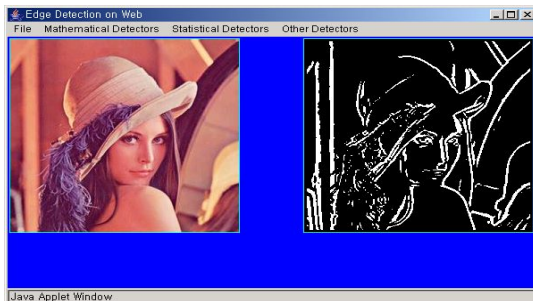 Edge Detection on Web
File Mathematical Detectors Statistical Detectors Other Detectors
Java Applet Window